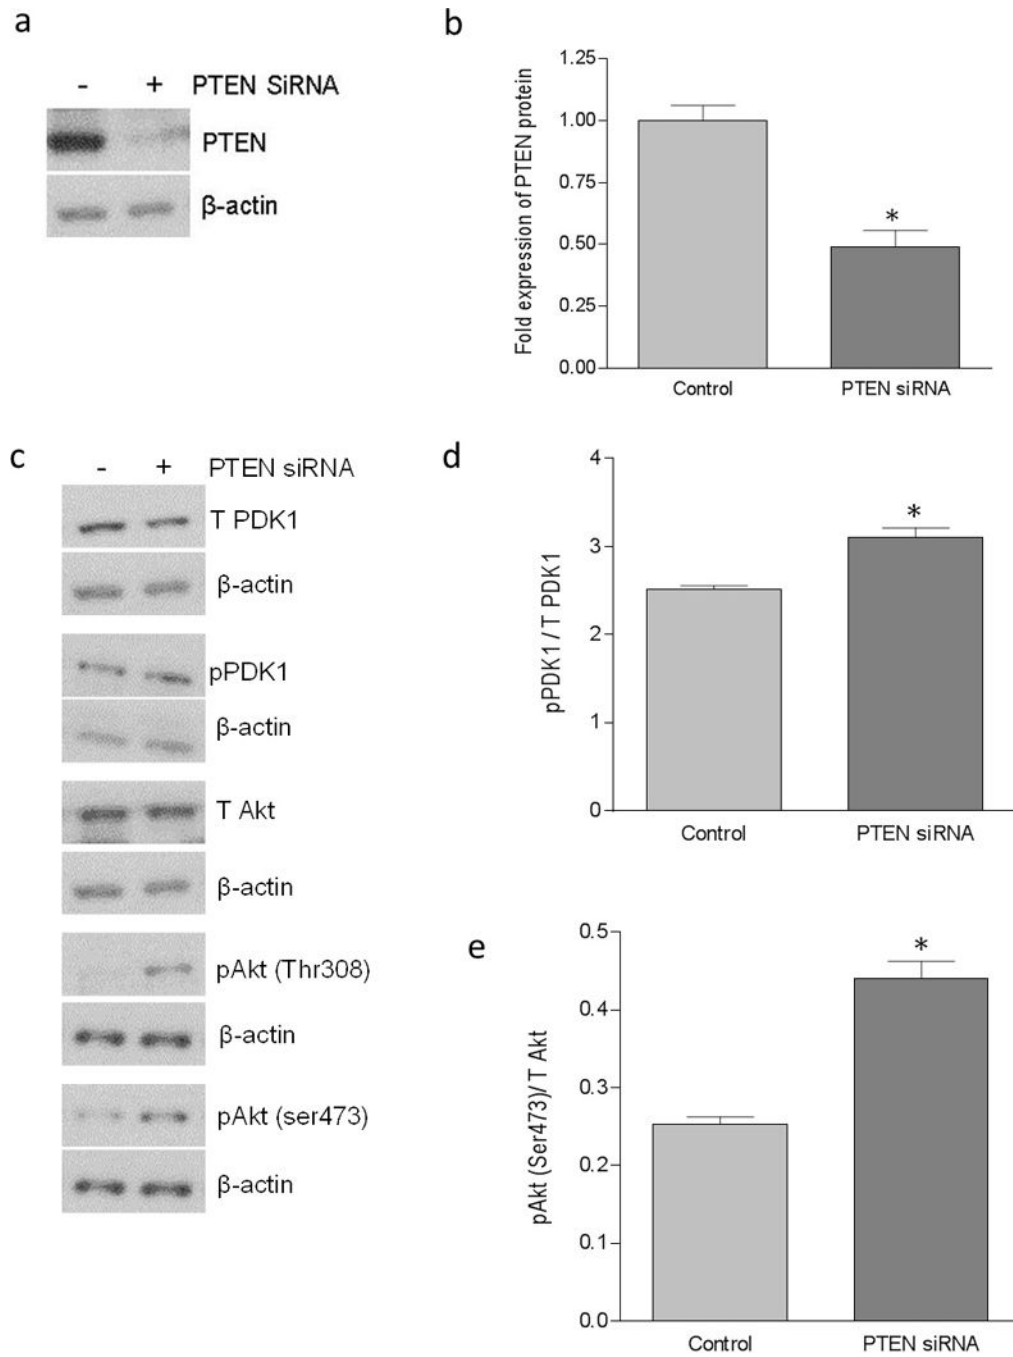 a
- + PTEN SiRNA
PTEN
β-actin
b
Fold expression of PTEN protein
1.25
1.00
0.75
0.50
0.25
0.00
*
Control PTEN siRNA
c
- + PTEN siRNA
T PDK1
β-actin
pPDK1
β-actin
T Akt
β-actin
pAkt (Thr308)
β-actin
pAkt (ser473)
β-actin
d
pPDK1 / T PDK1
4
3
2
1
0
*
Control PTEN siRNA
e
pAkt (Ser473)/ T Akt
0.5
0.4
0.3
0.2
0.1
0.0
*
Control PTEN siRNA